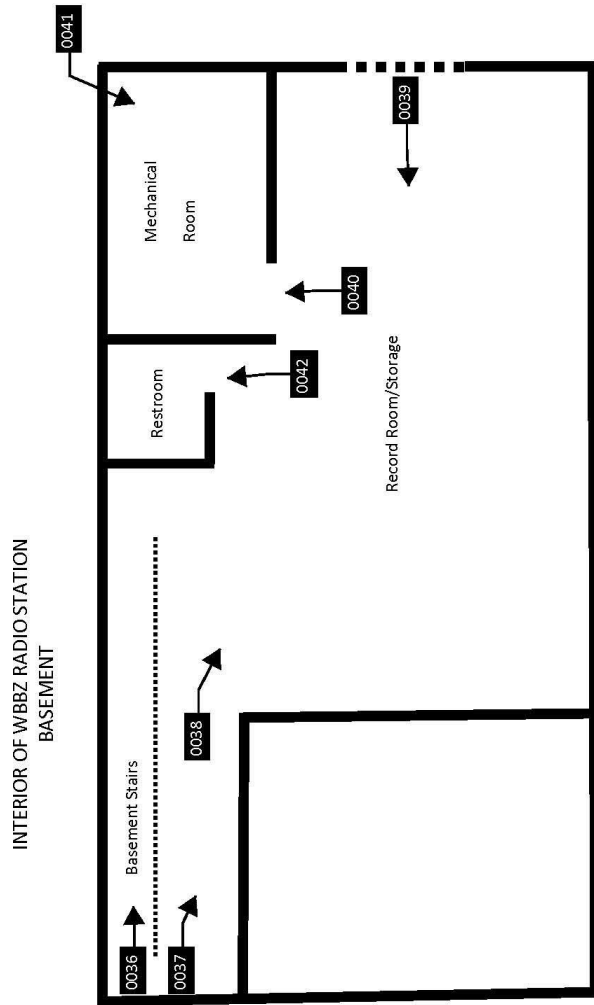 INTERIOR OF WBBZ RADIO STATION
BASEMENT
0036
0037
Basement Stairs
0038
Restroom
0042
Record Room/Storage
0040
Mechanical
Room
0039
0041